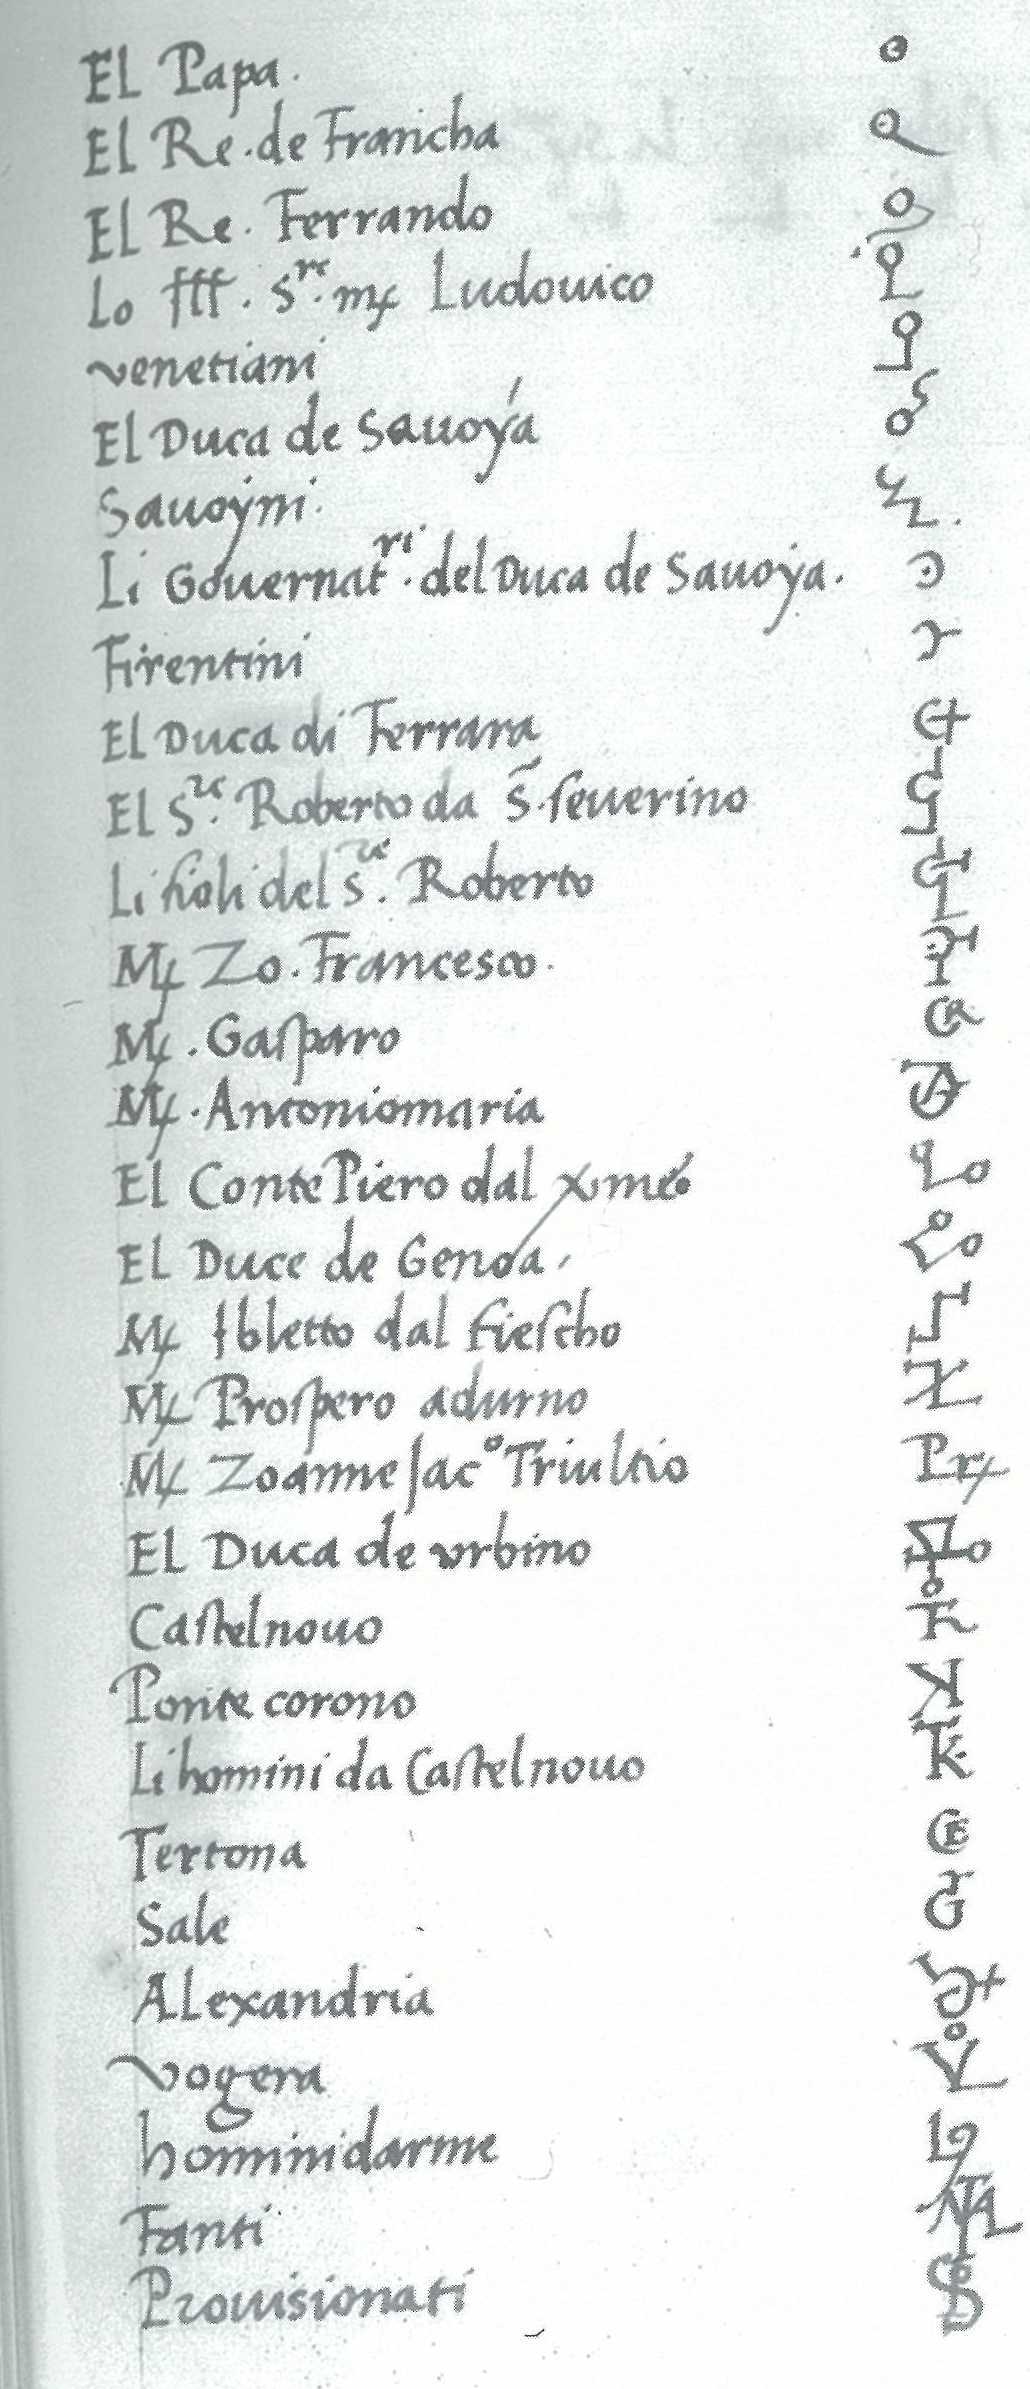 El Papa.
El Re. de Francha
El Re. Ferrando
Lo Ill. S.re. m Ludouico
venetiani
El Duca de Sauoya
Sauoyni.
Li Gouernat.ri del Duca de Sauoya.
Firentini
El Duca di Ferrara
El S.re Roberto da S. seuerino
Li fioli del S.re Roberto
M Zo. Francesco.
M. Gasparo
M. Antoniomaria
El Conte Piero dal
El Duce de Genoa.
M Ibletto dal fiescho
M Prospero adurno
M Zoanne Jac.o Triultio
El Duca de vrbino
Castelnouo
Ponte corono
Li homini da Castelnouo
Tertona
Sale
Alexandria
vogera
hominidarme
Fanti
Prouisionati